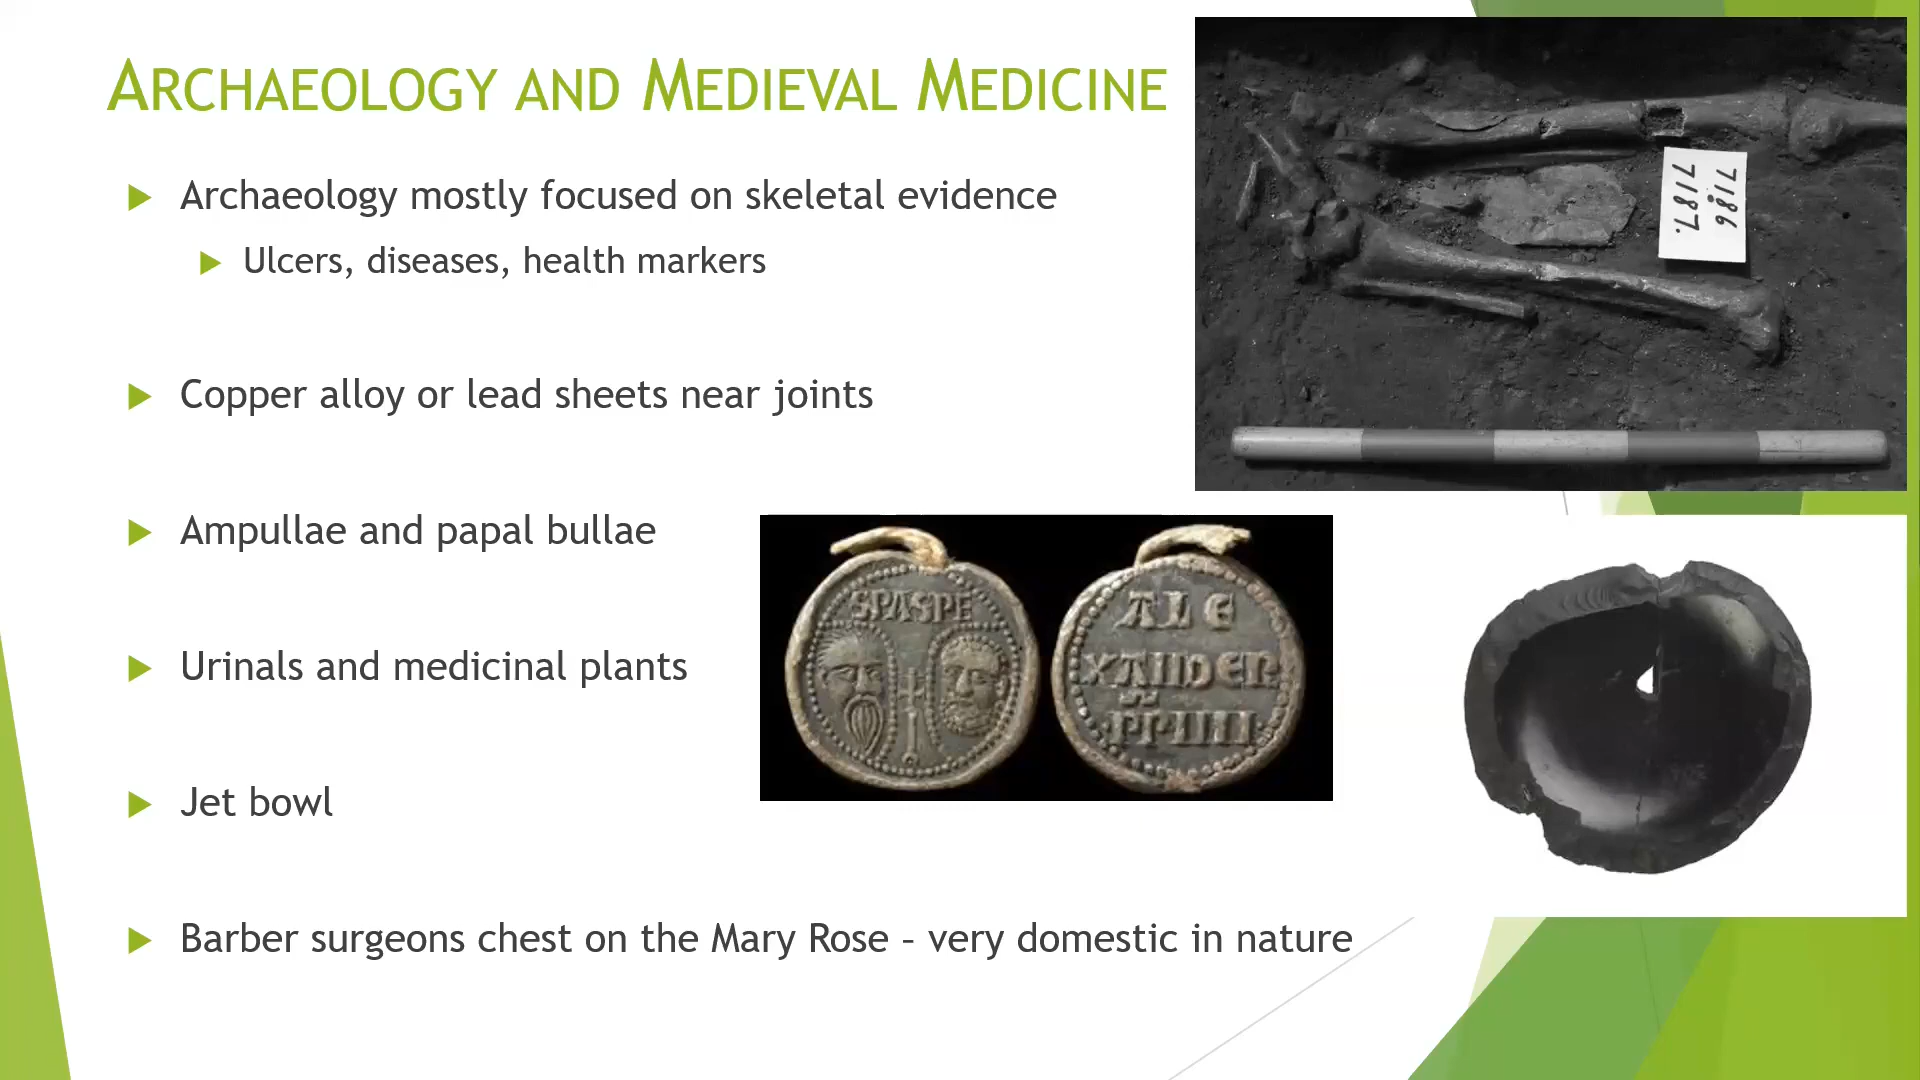 ARCHAEOLOGY AND MEDIEVAL MEDICINE
Archaeology mostly focused on skeletal evidence
Ulcers, diseases, health markers
Copper alloy or lead sheets near joints
Ampullae and papal bullae
Urinals and medicinal plants
Jet bowl
Barber surgeons chest on the Mary Rose – very domestic in nature
7186
7187.
SPASPE
ALE
XANDER
PP IIII